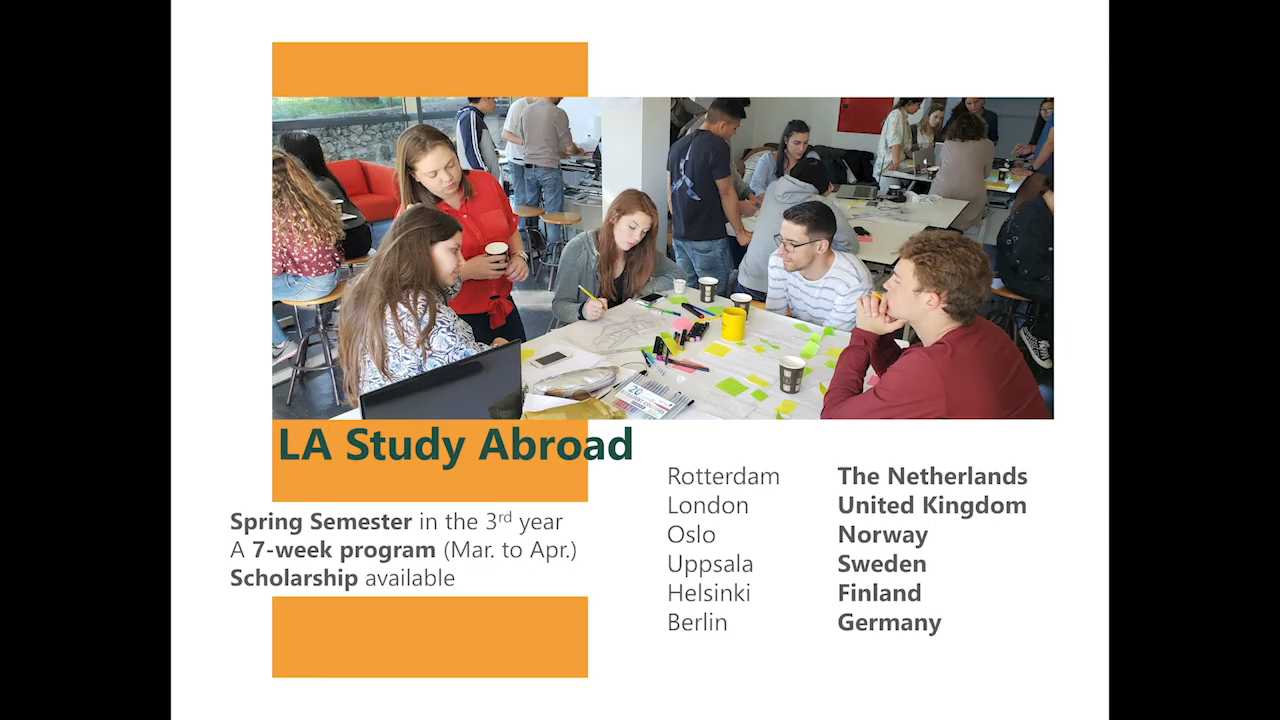 LA Study Abroad
Spring Semester in the 3rd year
A 7-week program (Mar. to Apr.)
Scholarship available
Rotterdam The Netherlands
London United Kingdom
Oslo Norway
Uppsala Sweden
Helsinki Finland
Berlin Germany
20